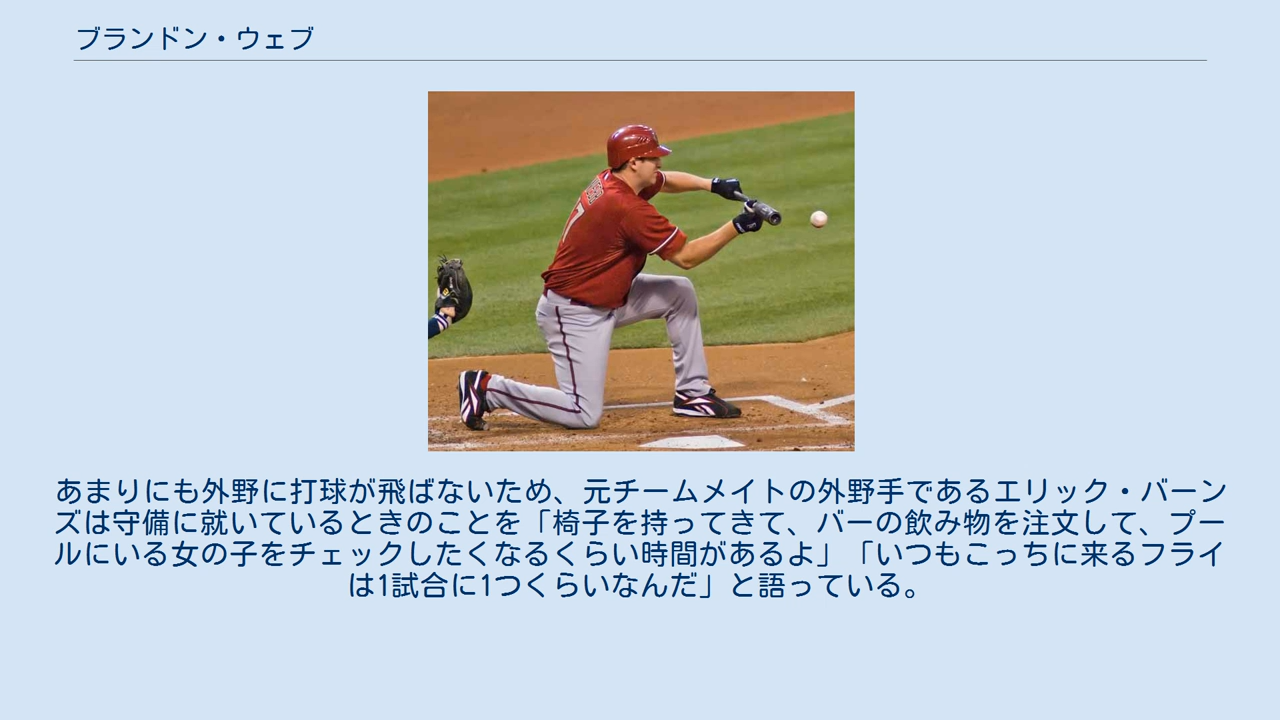 ブランドン・ウェブ
あまりにも外野に打球が飛ばないため、元チームメイトの外野手であるエリック・バーン
ズは守備に就いているときのことを「椅子を持ってきて、バーの飲み物を注文して、プー
ルにいる女の子をチェックしたくなるくらい時間があるよ」「いつもこっちに来るフライ
は1試合に1つくらいなんだ」と語っている。